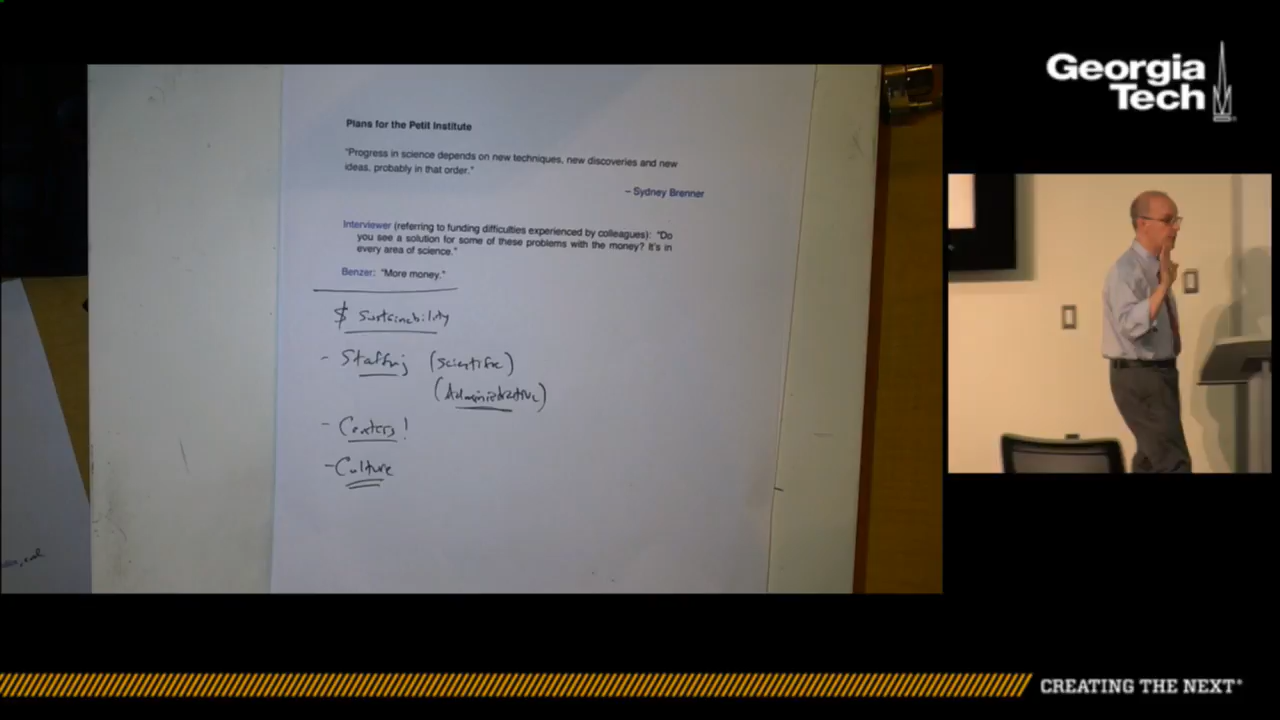 Georgia
Tech
Plans for the Petit Institute
"Progress in science depends on new techniques, new discoveries and new
ideas, probably in that order."
– Sydney Brenner
Interviewer (referring to funding difficulties experienced by colleagues): "Do
you see a solution for some of these problems with the money? It's in
every area of science."
Benzer: "More money."
$ Sustainability
- Staffing (Scientific)
(Administrative)
- Centers!
- Culture
CREATING THE NEXT